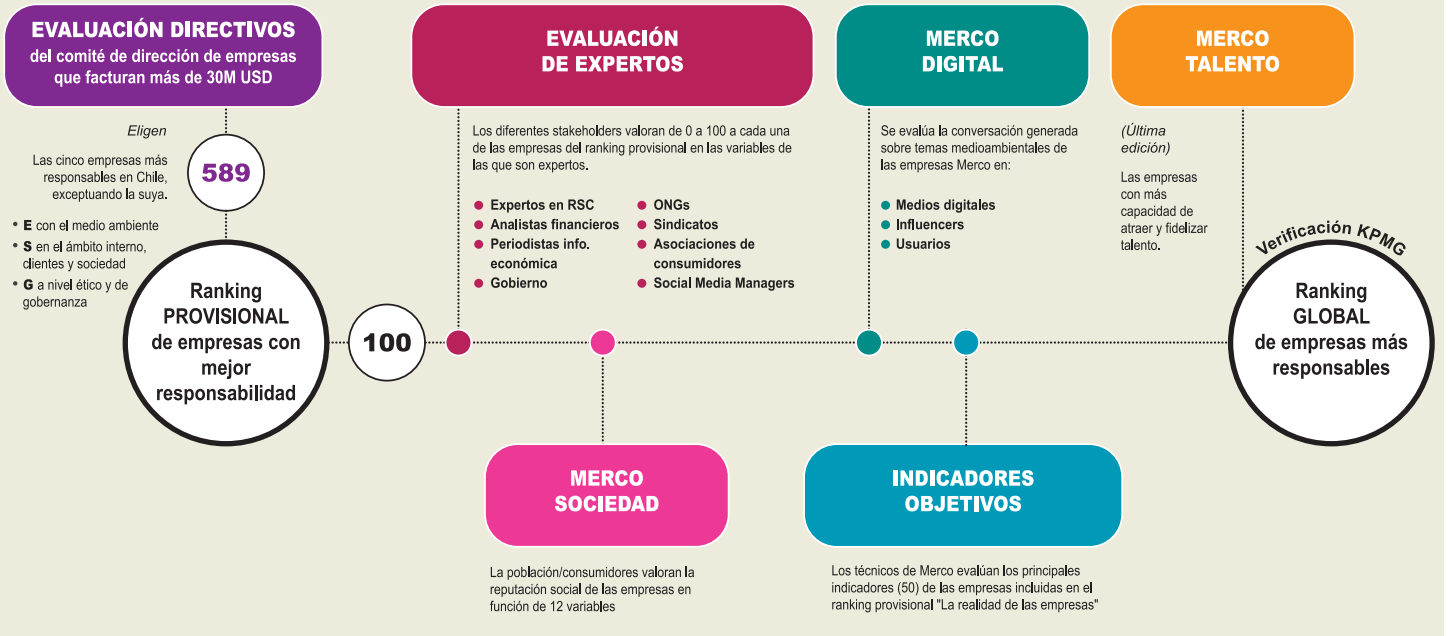 EVALUACIÓN DIRECTIVOS
del comité de dirección de empresas
que facturan más de 30M USD
Eligen
Las cinco empresas más
responsables en Chile,
exceptuando la suya.
• E con el medio ambiente
• S en el ámbito interno,
clientes y sociedad
• G a nivel ético y de
gobernanza
589
Ranking
PROVISIONAL
de empresas con
mejor
responsabilidad
100
EVALUACIÓN
DE EXPERTOS
Los diferentes stakeholders valoran de 0 a 100 a cada una
de las empresas del ranking provisional en las variables de
las que son expertos.
● Expertos en RSC
● Analistas financieros
● Periodistas info.
económica
● Gobierno
● ONGs
● Sindicatos
● Asociaciones de
consumidores
● Social Media Managers
MERCO
SOCIEDAD
La población/consumidores valoran la
reputación social de las empresas en
función de 12 variables
MERCO
DIGITAL
Se evalúa la conversación generada
sobre temas medioambientales de
las empresas Merco en:
● Medios digitales
● Influencers
● Usuarios
INDICADORES
OBJETIVOS
Los técnicos de Merco evalúan los principales
indicadores (50) de las empresas incluidas en el
ranking provisional "La realidad de las empresas"
MERCO
TALENTO
(Última
edición)
Las empresas
con más
capacidad de
atraer y fidelizar
talento.
Verificación KPMG
Ranking
GLOBAL
de empresas más
responsables